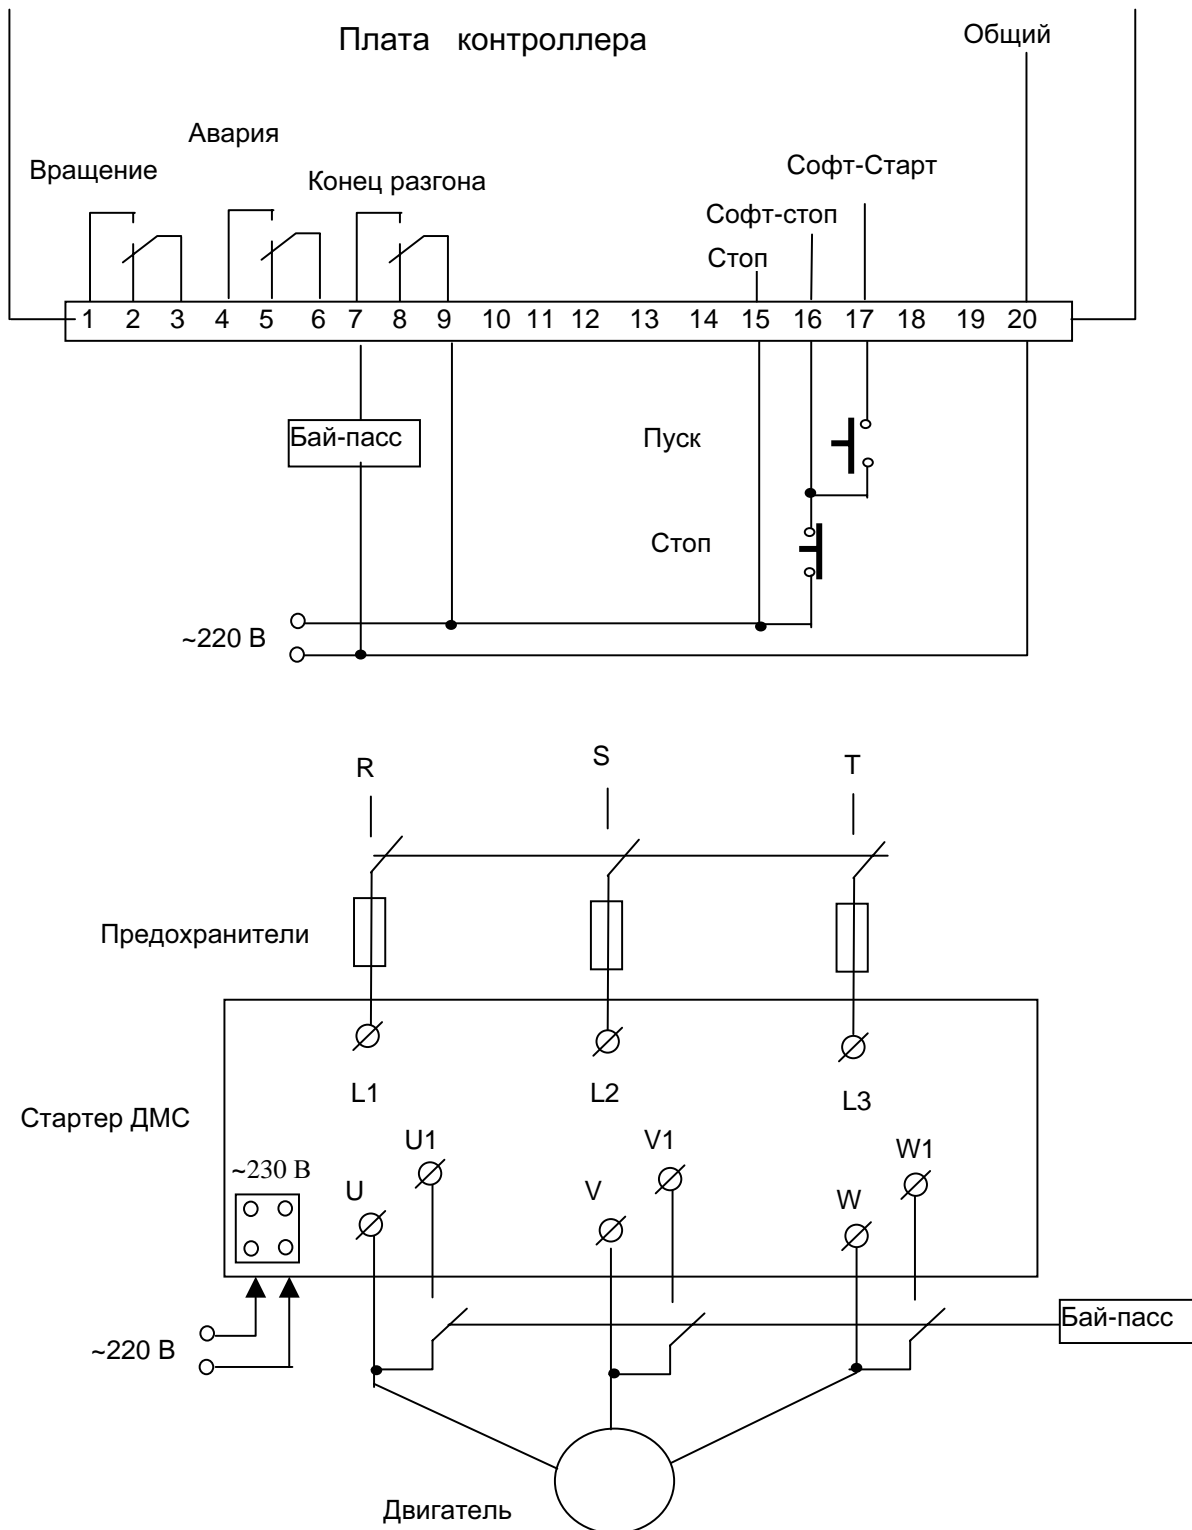 Плата контроллера
Общий
Авария
Вращение
Конец разгона
Софт-Старт
Софт-стоп
Стоп
1 2 3 4 5 6 7 8 9 10 11 12 13 14 15 16 17 18 19 20
Бай-пасс
Пуск
Стоп
~220 В
R S T
Предохранители
L1 L2 L3
Стартер ДМС
U1 V1 W1
~230 В
U V W
Бай-пасс
~220 В
Двигатель